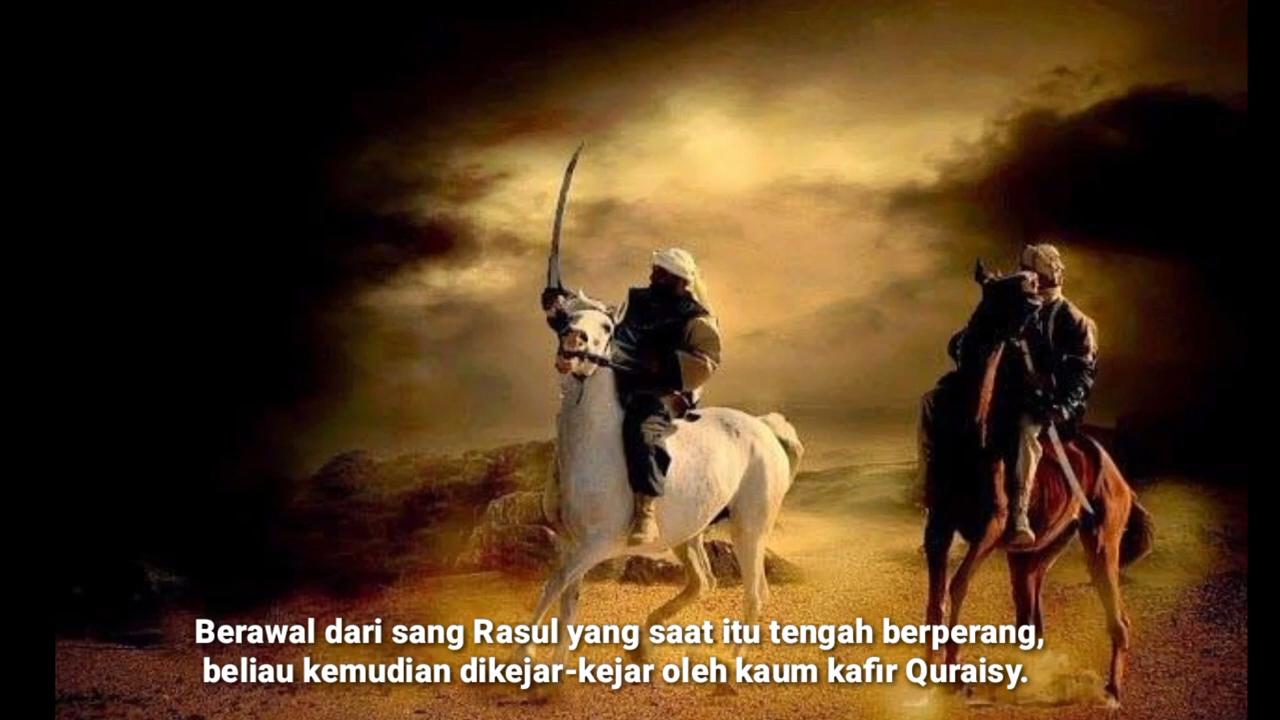 Berawal dari sang Rasul yang saat itu tengah berperang,
beliau kemudian dikejar-kejar oleh kaum kafir Quraisy.